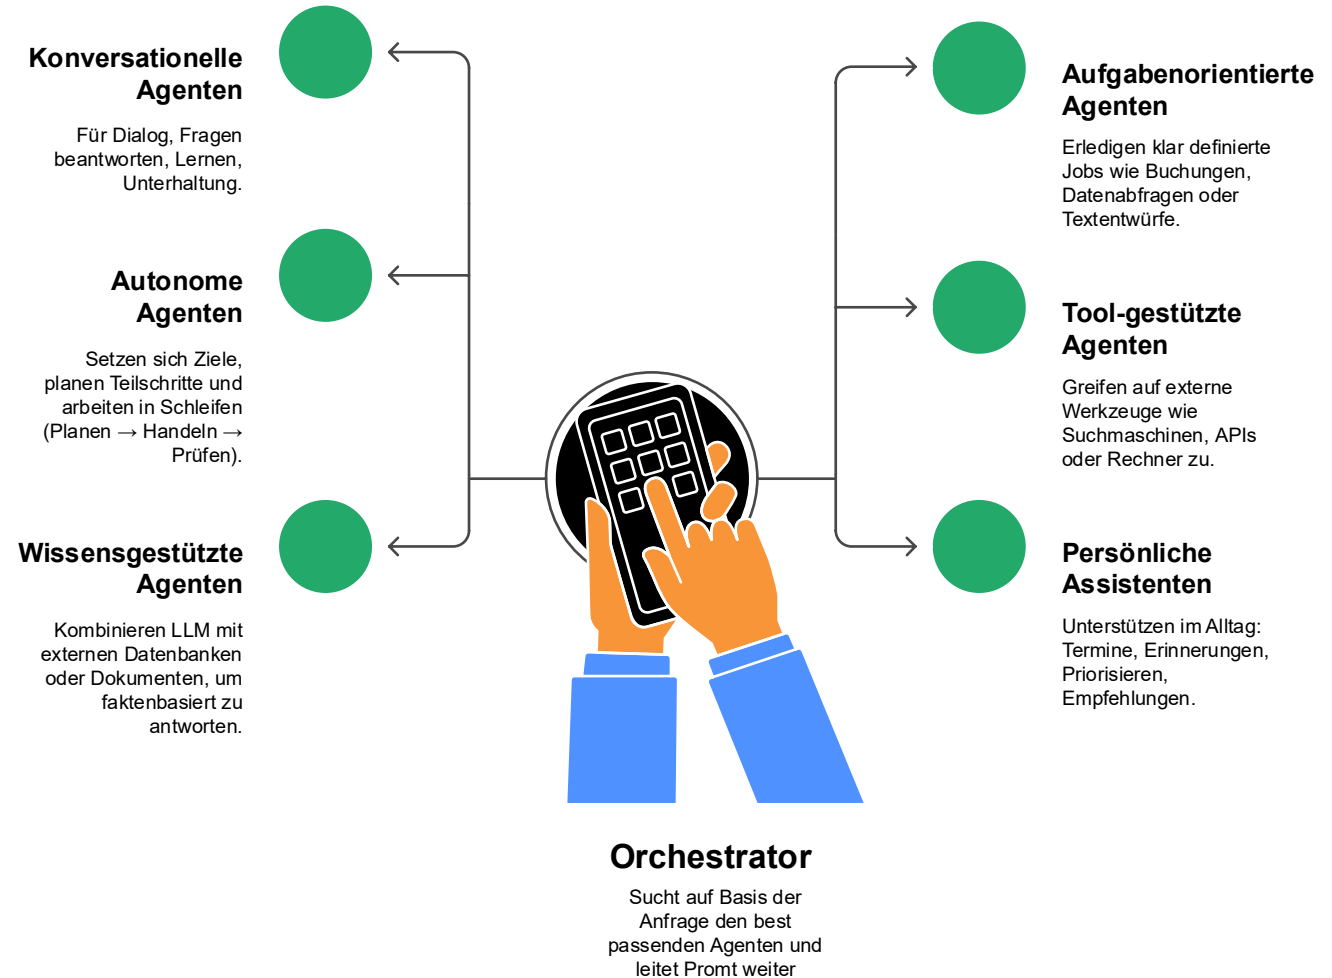 Konversationelle
Agenten
Für Dialog, Fragen
beantworten, Lernen,
Unterhaltung.
Autonome
Agenten
Setzen sich Ziele,
planen Teilschritte und
arbeiten in Schleifen
(Planen → Handeln →
Prüfen).
Wissensgestützte
Agenten
Kombinieren LLM mit
externen Datenbanken
oder Dokumenten, um
faktenbasiert zu
antworten.
Aufgabenorientierte
Agenten
Erledigen klar definierte
Jobs wie Buchungen,
Datenabfragen oder
Textentwürfe.
Tool-gestützte
Agenten
Greifen auf externe
Werkzeuge wie
Suchmaschinen, APIs
oder Rechner zu.
Persönliche
Assistenten
Unterstützen im Alltag:
Termine, Erinnerungen,
Priorisieren,
Empfehlungen.
Orchestrator
Sucht auf Basis der
Anfrage den best
passenden Agenten und
leitet Promt weiter